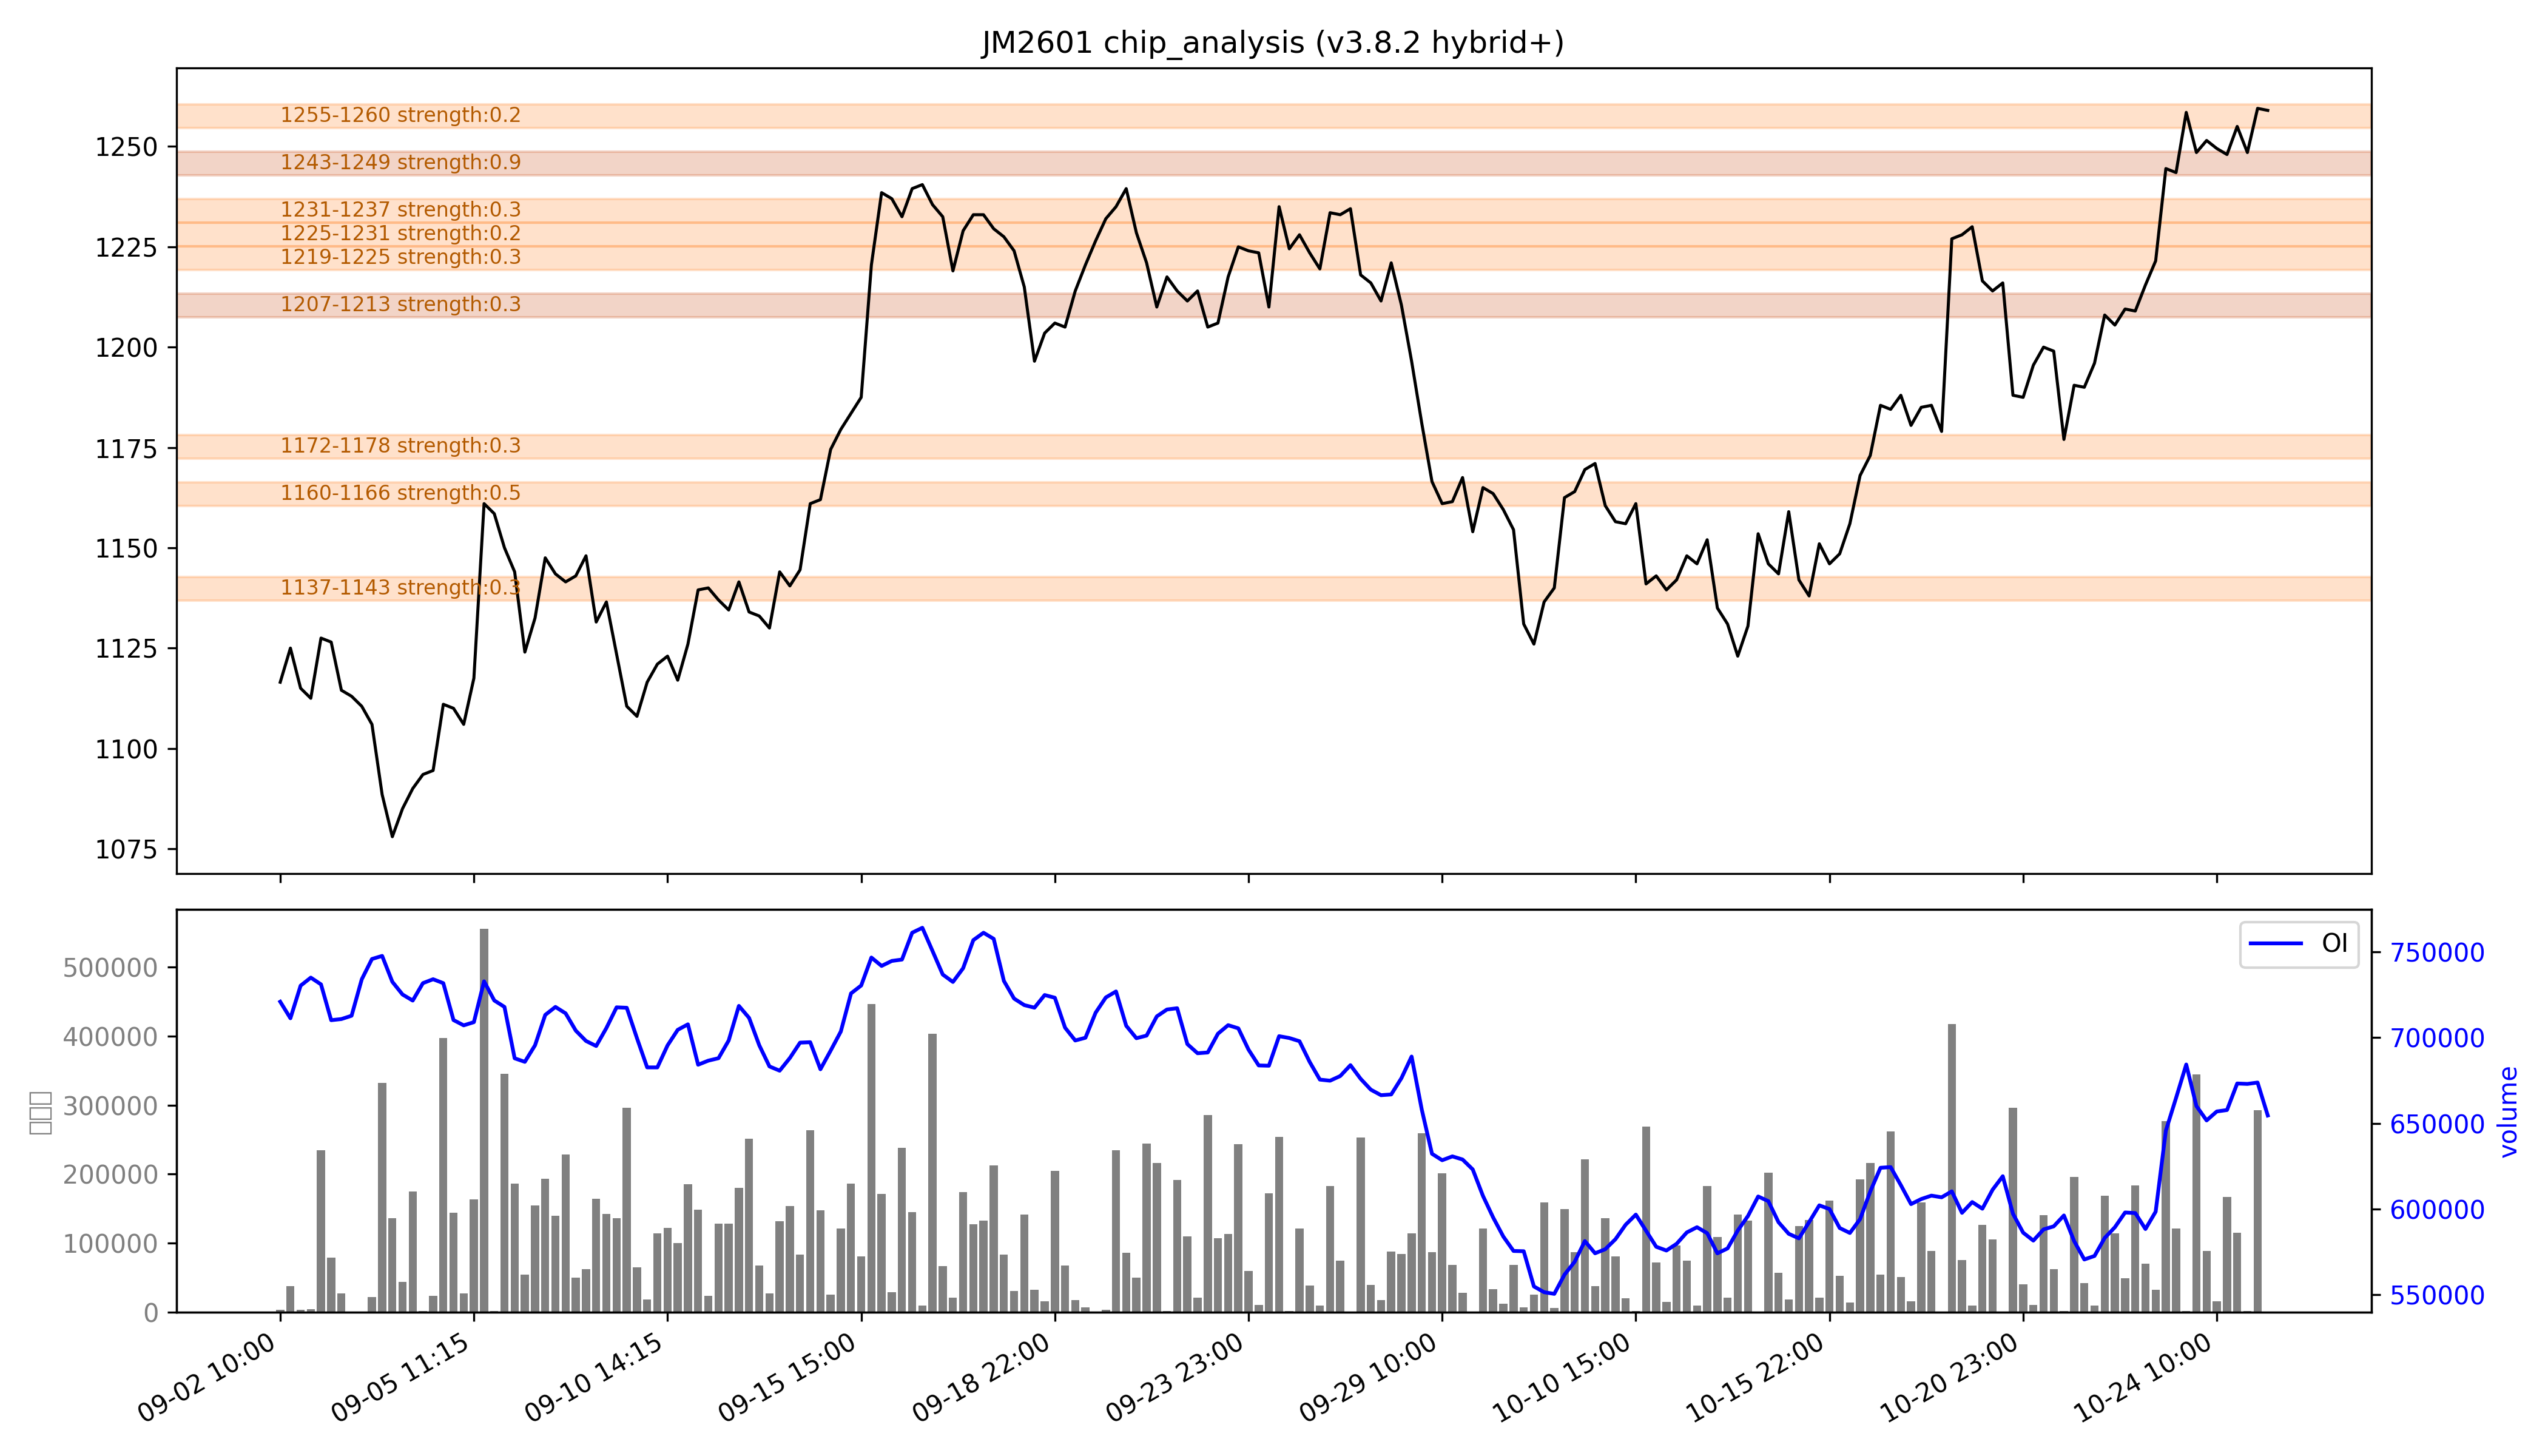 JM2601 chip_analysis (v3.8.2 hybrid+)
1255-1260 strength:0.2
1250
1243-1249 strength:0.9
1231-1237 strength:0.3
1225-1231 strength:0.2
1225
1219-1225 strength:0.3
1207-1213 strength:0.3
1200
1172-1178 strength:0.3
1175
1160-1166 strength:0.5
1150
1137-1143 strength:0.3
1125
1100
1075
OI
500000
400000
300000
200000
100000
0
750000
700000
650000
600000
550000
volume
09-02 10:00
09-05 11:15
09-10 14:15
09-15 15:00
09-18 22:00
09-23 23:00
09-29 10:00
10-10 15:00
10-15 22:00
10-20 23:00
10-24 10:00